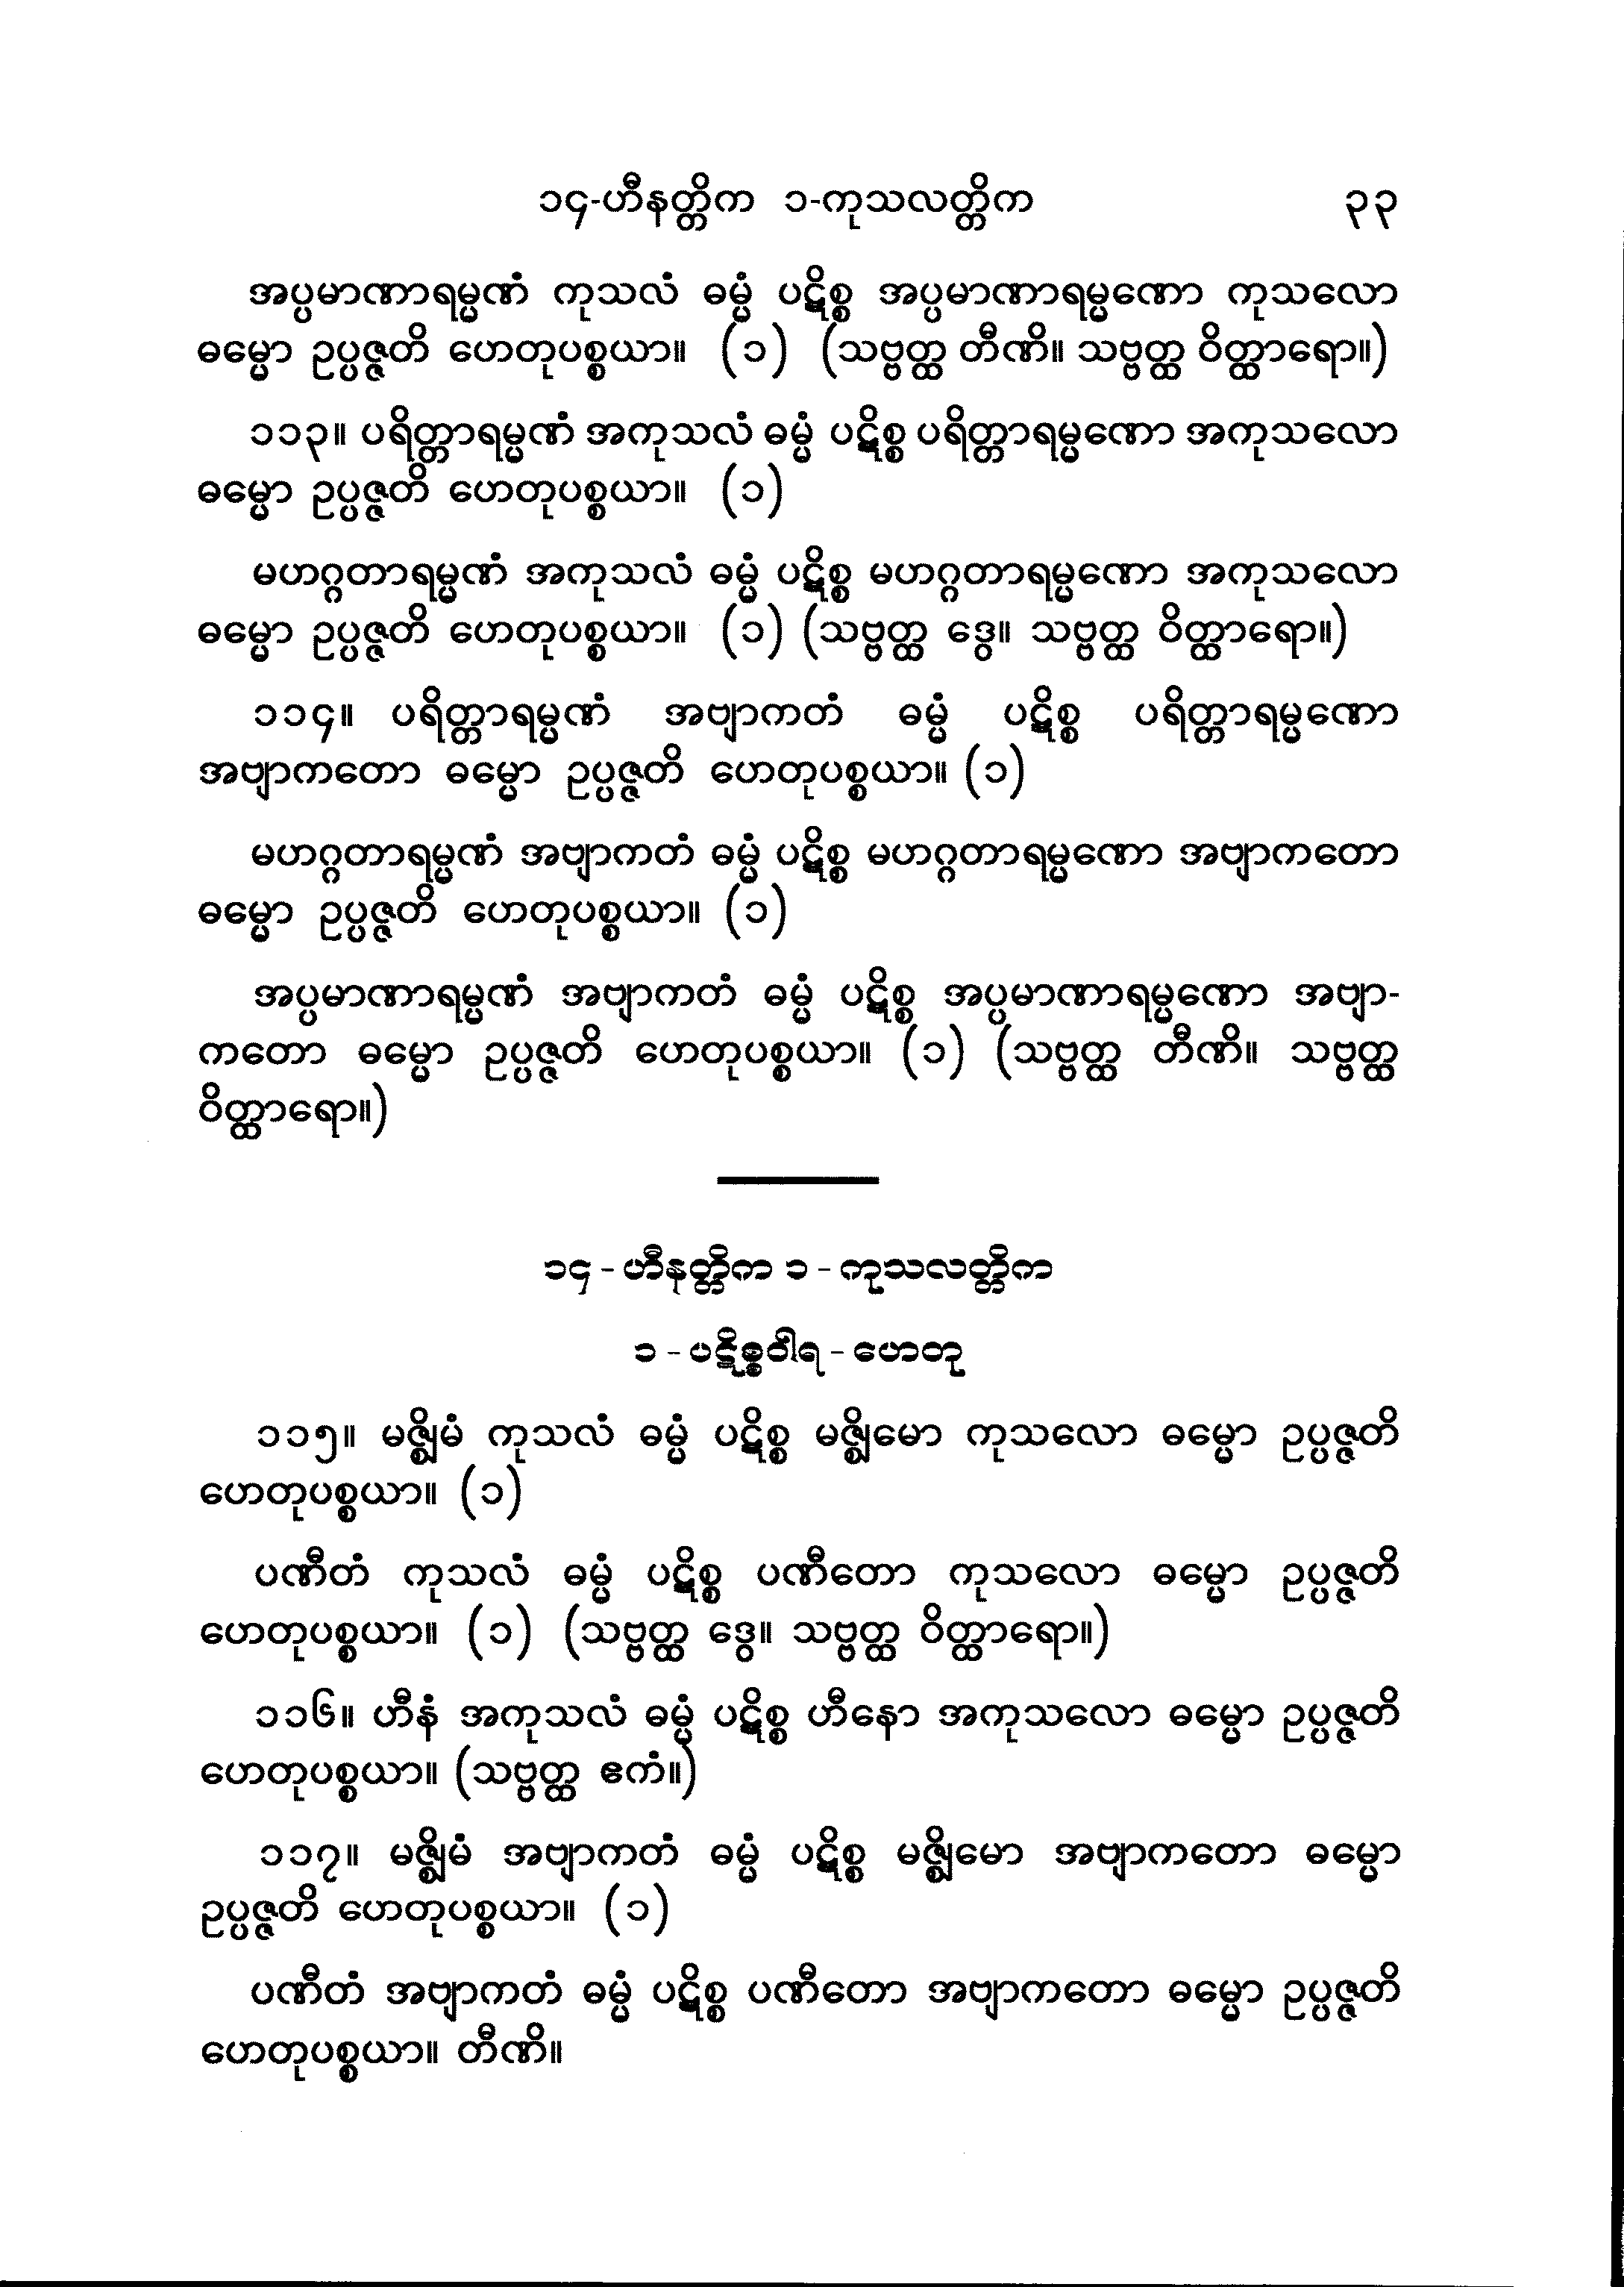 ၁၄-ဟီနတ္တိက ၁-ကုသလတ္တိက ၃၃
အပ္ပမာဏာရမ္မဏံ ကုသလံ ဓမ္မံ ပဋိစ္စ အပ္ပမာဏာရမ္မဏော ကုသလော
ဓမ္မော ဥပ္ပဇ္ဇတိ ဟေတုပစ္စယာ။ (၁) (သဗ္ဗတ္ထ တီဏိ။ သဗ္ဗတ္ထ ဝိတ္ထာရော။)
၁၁၃။ ပရိတ္တာရမ္မဏံ အကုသလံ ဓမ္မံ ပဋိစ္စ ပရိတ္တာရမ္မဏော အကုသလော
ဓမ္မော ဥပ္ပဇ္ဇတိ ဟေတုပစ္စယာ။ (၁)
မဟဂ္ဂတာရမ္မဏံ အကုသလံ ဓမ္မံ ပဋိစ္စ မဟဂ္ဂတာရမ္မဏော အကုသလော
ဓမ္မော ဥပ္ပဇ္ဇတိ ဟေတုပစ္စယာ။ (၁) (သဗ္ဗတ္ထ ဒွေ။ သဗ္ဗတ္ထ ဝိတ္ထာရော။)
၁၁၄။ ပရိတ္တာရမ္မဏံ အဗျာကတံ ဓမ္မံ ပဋိစ္စ ပရိတ္တာရမ္မဏော
အဗျာကတော ဓမ္မော ဥပ္ပဇ္ဇတိ ဟေတုပစ္စယာ။ (၁)
မဟဂ္ဂတာရမ္မဏံ အဗျာကတံ ဓမ္မံ ပဋိစ္စ မဟဂ္ဂတာရမ္မဏော အဗျာကတော
ဓမ္မော ဥပ္ပဇ္ဇတိ ဟေတုပစ္စယာ။ (၁)
အပ္ပမာဏာရမ္မဏံ အဗျာကတံ ဓမ္မံ ပဋိစ္စ အပ္ပမာဏာရမ္မဏော အဗျာ-
ကတော ဓမ္မော ဥပ္ပဇ္ဇတိ ဟေတုပစ္စယာ။ (၁) (သဗ္ဗတ္ထ တီဏိ။ သဗ္ဗတ္ထ
ဝိတ္ထာရော။)
၁၄ - ဟီနတ္တိက ၁ - ကုသလတ္တိက
၁ - ပဋိစ္စဝါရ - ဟေတု
၁၁၅။ မဇ္ဈိမံ ကုသလံ ဓမ္မံ ပဋိစ္စ မဇ္ဈိမော ကုသလော ဓမ္မော ဥပ္ပဇ္ဇတိ
ဟေတုပစ္စယာ။ (၁)
ပဏီတံ ကုသလံ ဓမ္မံ ပဋိစ္စ ပဏီတော ကုသလော ဓမ္မော ဥပ္ပဇ္ဇတိ
ဟေတုပစ္စယာ။ (၁) (သဗ္ဗတ္ထ ဒွေ။ သဗ္ဗတ္ထ ဝိတ္ထာရော။)
၁၁၆။ ဟီနံ အကုသလံ ဓမ္မံ ပဋိစ္စ ဟီနော အကုသလော ဓမ္မော ဥပ္ပဇ္ဇတိ
ဟေတုပစ္စယာ။ (သဗ္ဗတ္ထ ဧကံ။)
၁၁၇။ မဇ္ဈိမံ အဗျာကတံ ဓမ္မံ ပဋိစ္စ မဇ္ဈိမော အဗျာကတော ဓမ္မော
ဥပ္ပဇ္ဇတိ ဟေတုပစ္စယာ။ (၁)
ပဏီတံ အဗျာကတံ ဓမ္မံ ပဋိစ္စ ပဏီတော အဗျာကတော ဓမ္မော ဥပ္ပဇ္ဇတိ
ဟေတုပစ္စယာ။ တီဏိ။